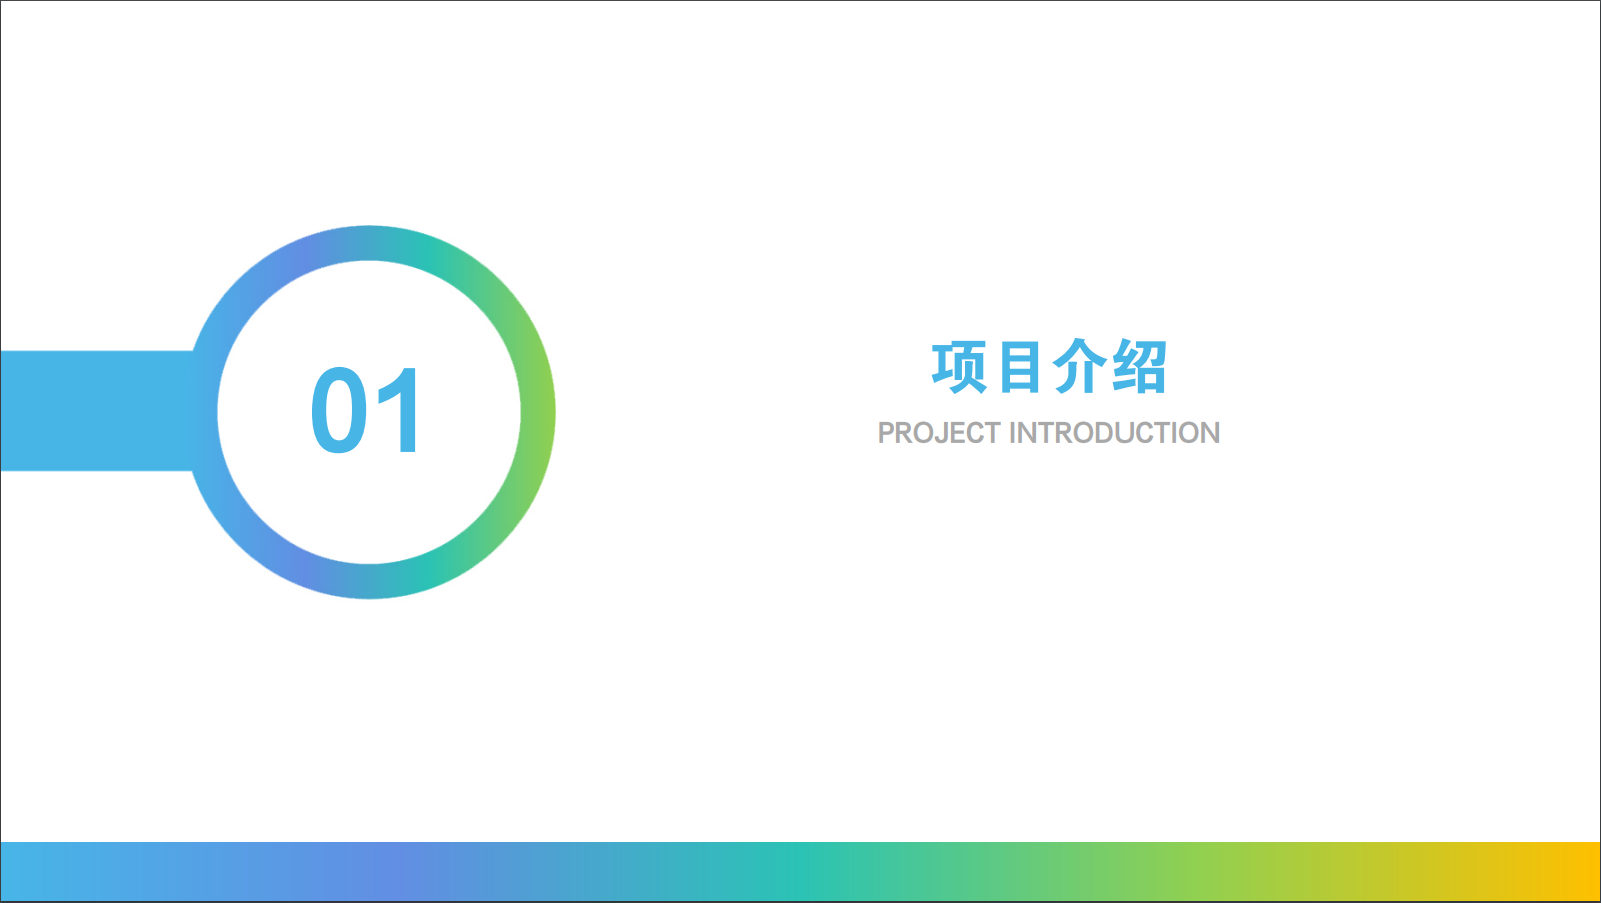 01
项目介绍
PROJECT INTRODUCTION